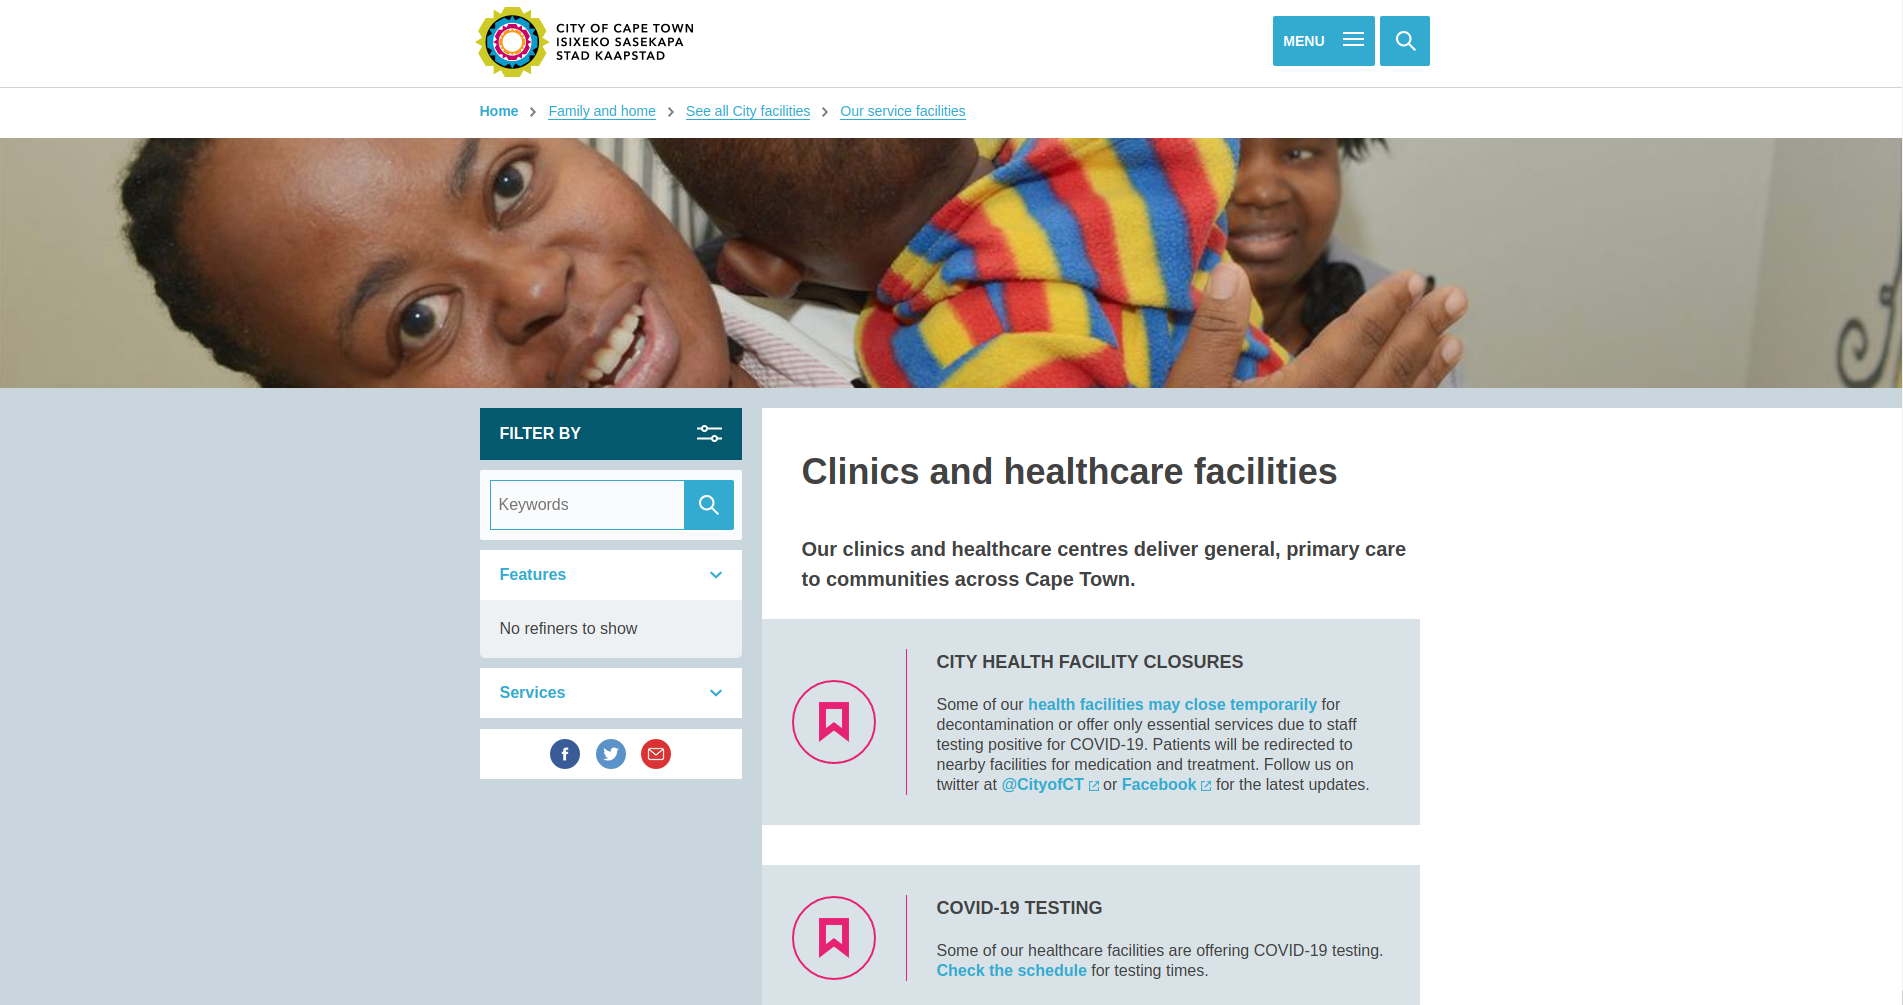 CITY OF CAPE TOWN
ISIXEKO SASEKAPA
STAD KAAPSTAD
MENU
Home
Family and home
See all City facilities
Our service facilities
FILTER BY
Keywords
Features
No refiners to show
Services
Clinics and healthcare facilities
Our clinics and healthcare centres deliver general, primary care
to communities across Cape Town.
CITY HEALTH FACILITY CLOSURES
Some of our health facilities may close temporarily for
decontamination or offer only essential services due to staff
testing positive for COVID-19. Patients will be redirected to
nearby facilities for medication and treatment. Follow us on
twitter at @CityofCT or Facebook for the latest updates.
COVID-19 TESTING
Some of our healthcare facilities are offering COVID-19 testing.
Check the schedule for testing times.